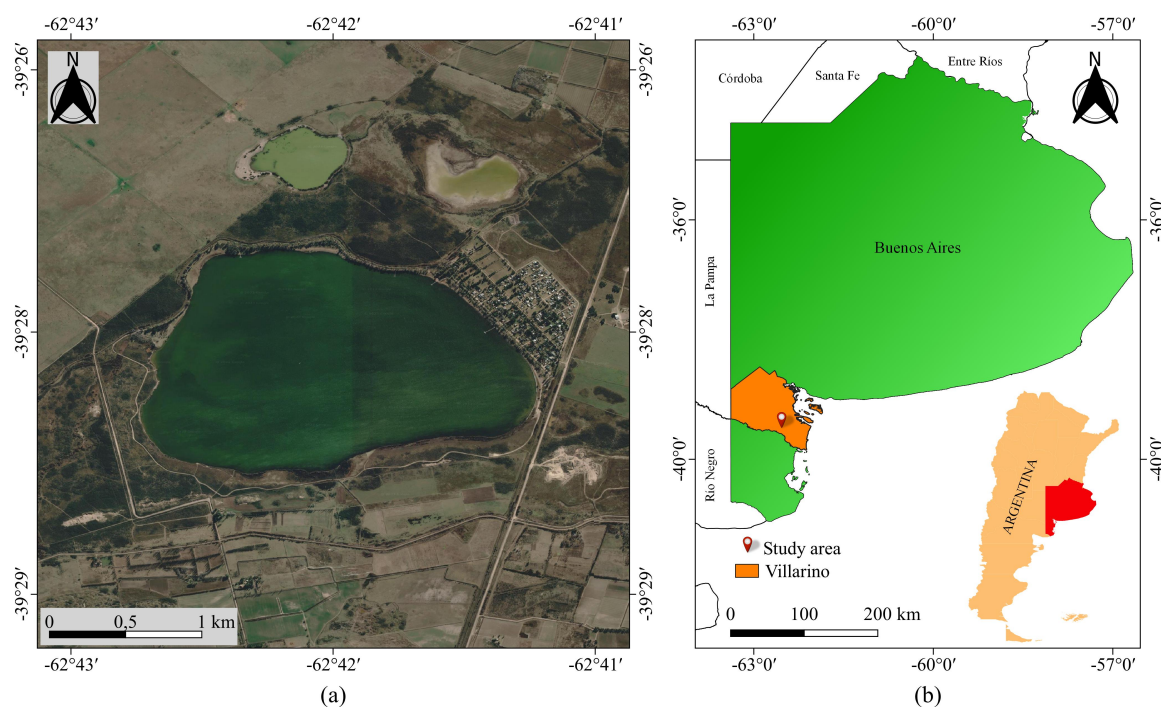 -62°43′ -62°42′ -62°41′
-39°26′
-39°28′
-39°29′
N
0 0,5 1 km
-39°26′
-39°28′
-39°29′
-62°43′ -62°42′ -62°41′
(a)
-63°0′ -60°0′ -57°0′
Córdoba
Santa Fe
Entre Ríos
N
-36°0′
-36°0′
Buenos Aires
La Pampa
Río Negro
-40°0′
-40°0′
ARGENTINA
Study area
Villarino
0 100 200 km
-63°0′ -60°0′ -57°0′
(b)